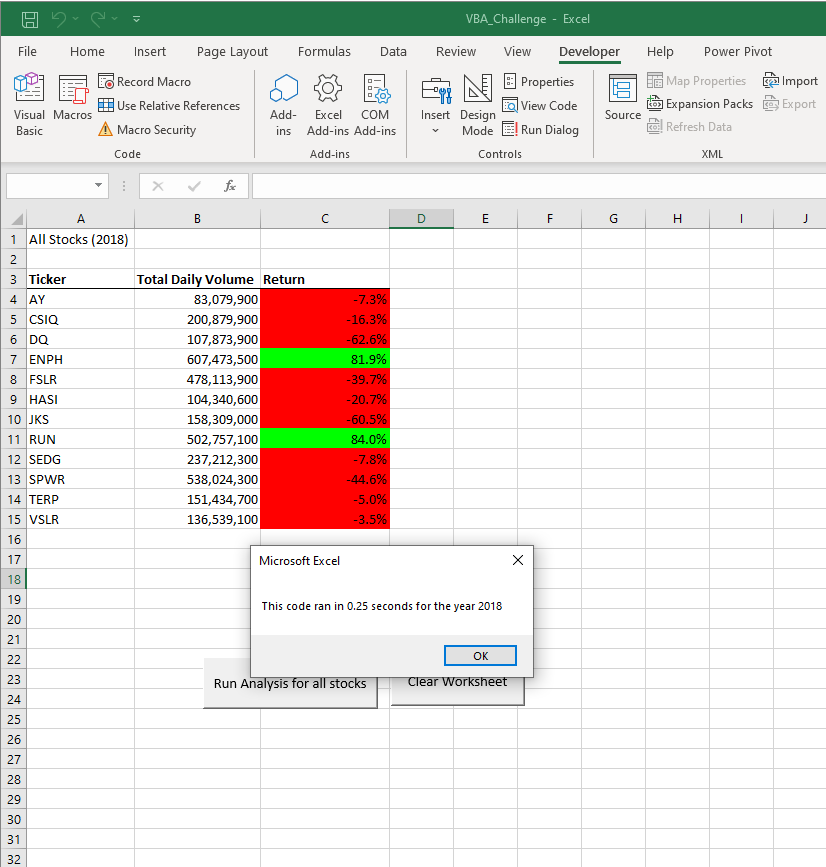 VBA_Challenge - Excel
File Home Insert Page Layout Formulas Data Review View Developer Help Power Pivot
Visual Basic
Macros
Record Macro
Use Relative References
Macro Security
Code
Add-ins
Excel Add-ins
COM Add-ins
Add-ins
Insert
Design Mode
Properties
View Code
Run Dialog
Controls
Source
Map Properties
Expansion Packs
Refresh Data
Import
Export
XML
fx
A B C D E F G H I J
1 All Stocks (2018)
2
3 Ticker Total Daily Volume Return
4 AY 83,079,900 -7.3%
5 CSIQ 200,879,900 -16.3%
6 DQ 107,873,900 -62.6%
7 ENPH 607,473,500 81.9%
8 FSLR 478,113,900 -39.7%
9 HASI 104,340,600 -20.7%
10 JKS 158,309,000 -60.5%
11 RUN 502,757,100 84.0%
12 SEDG 237,212,300 -7.8%
13 SPWR 538,024,300 -44.6%
14 TERP 151,434,700 -5.0%
15 VSLR 136,539,100 -3.5%
16
17
18
19
20
21
22
23
24
25
26
27
28
29
30
31
32
Microsoft Excel
This code ran in 0.25 seconds for the year 2018
OK
Run Analysis for all stocks
Clear Worksheet